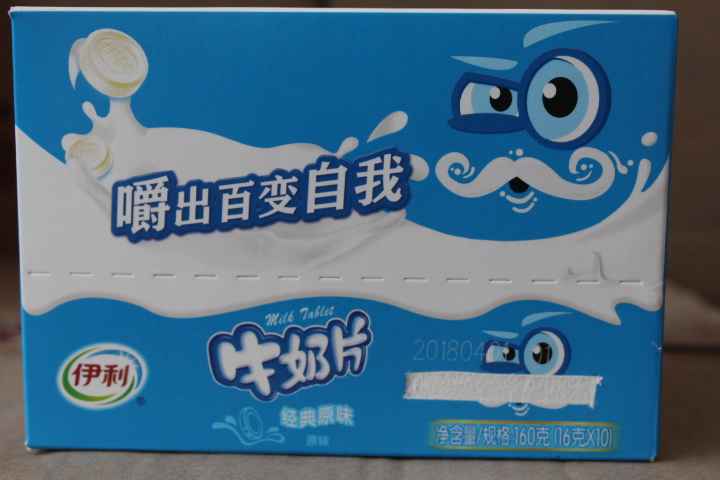 嚼出百变自我
Milk Tablet
牛奶片
伊利
经典原味
原味
净含量/规格:160克(16克X10)